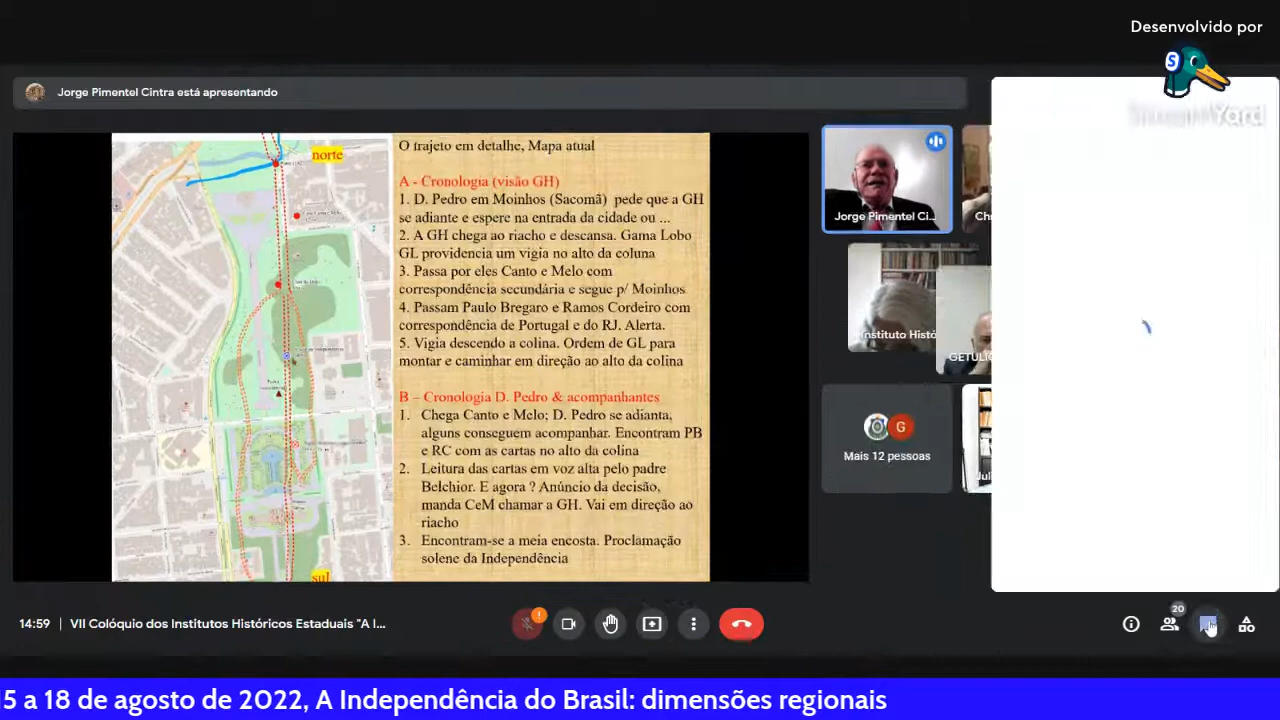 Desenvolvido por
S
Jorge Pimentel Cintra está apresentando
StreamYard
norte
sul
O trajeto em detalhe, Mapa atual
A - Cronologia (visão GH)
1. D. Pedro em Moinhos (Sacomã) pede que a GH
se adiante e espere na entrada da cidade ou ...
2. A GH chega ao riacho e descansa. Gama Lobo
GL providencia um vigia no alto da coluna
3. Passa por eles Canto e Melo com
correspondência secundária e segue p/ Moinhos
4. Passam Paulo Bregaro e Ramos Cordeiro com
correspondência de Portugal e do RJ. Alerta.
5. Vigia descendo a colina. Ordem de GL para
montar e caminhar em direção ao alto da colina
B – Cronologia D. Pedro & acompanhantes
1. Chega Canto e Melo; D. Pedro se adianta,
alguns conseguem acompanhar. Encontram PB
e RC com as cartas no alto da colina
2. Leitura das cartas em voz alta pelo padre
Belchior. E agora ? Anúncio da decisão,
manda CeM chamar a GH. Vai em direção ao
riacho
3. Encontram-se a meia encosta. Proclamação
solene da Independência
Jorge Pimentel Ci...
Ch
Instituto Histó
GETULIO
G
Mais 12 pessoas
Juli
14:59 | VII Colóquio dos Institutos Históricos Estaduais "A I...
20
15 a 18 de agosto de 2022, A Independência do Brasil: dimensões regionais